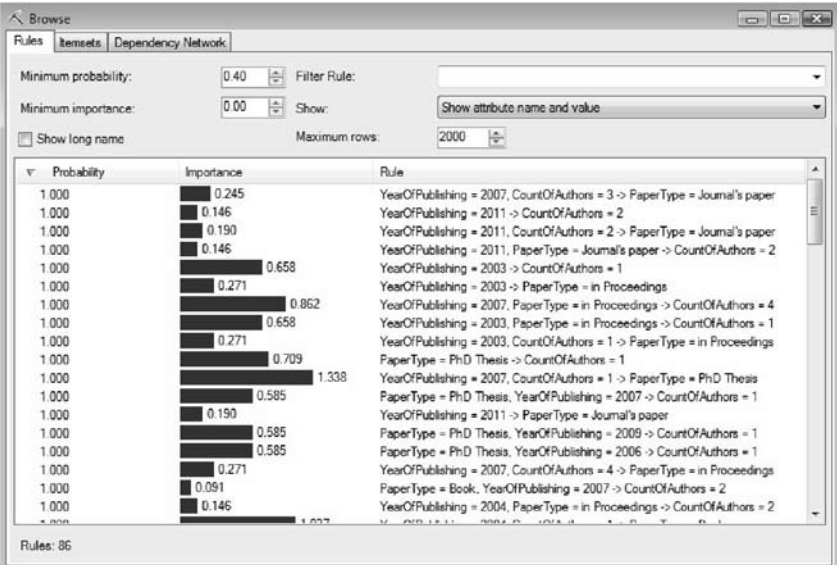 Browse
Rules Itemsets Dependency Network
Minimum probability: 0.40 Filter Rule:
Minimum importance: 0.00 Show: Show attribute name and value
Show long name Maximum rows: 2000
Probability Importance Rule
1.000 0.245 YearOfPublishing = 2007, CountOfAuthors = 3 -> PaperType = Journal's paper
1.000 0.146 YearOfPublishing = 2011 -> CountOfAuthors = 2
1.000 0.190 YearOfPublishing = 2011, CountOfAuthors = 2 -> PaperType = Journal's paper
1.000 0.146 YearOfPublishing = 2011, PaperType = Journal's paper -> CountOfAuthors = 2
1.000 0.658 YearOfPublishing = 2003 -> CountOfAuthors = 1
1.000 0.271 YearOfPublishing = 2003 -> PaperType = in Proceedings
1.000 0.862 YearOfPublishing = 2007, PaperType = in Proceedings -> CountOfAuthors = 4
1.000 0.658 YearOfPublishing = 2003, PaperType = in Proceedings -> CountOfAuthors = 1
1.000 0.271 YearOfPublishing = 2003, CountOfAuthors = 1 -> PaperType = in Proceedings
1.000 0.709 PaperType = PhD Thesis -> CountOfAuthors = 1
1.000 1.338 YearOfPublishing = 2007, CountOfAuthors = 1 -> PaperType = PhD Thesis
1.000 0.585 PaperType = PhD Thesis, YearOfPublishing = 2007 -> CountOfAuthors = 1
1.000 0.190 YearOfPublishing = 2011 -> PaperType = Journal's paper
1.000 0.585 PaperType = PhD Thesis, YearOfPublishing = 2009 -> CountOfAuthors = 1
1.000 0.585 PaperType = PhD Thesis, YearOfPublishing = 2006 -> CountOfAuthors = 1
1.000 0.271 YearOfPublishing = 2007, CountOfAuthors = 4 -> PaperType = in Proceedings
1.000 0.091 PaperType = Book, YearOfPublishing = 2007 -> CountOfAuthors = 2
1.000 0.146 YearOfPublishing = 2004, PaperType = in Proceedings -> CountOfAuthors = 2
Rules: 86